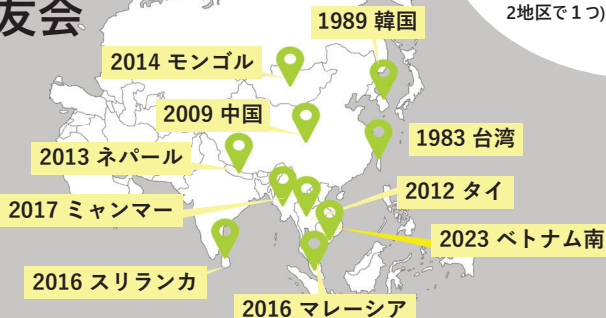 友会
2地区で1つ)
1989 韓国
2014 モンゴル
2009 中国
1983 台湾
2013 ネパール
2012 タイ
2017 ミャンマー
2023 ベトナム南
2016 スリランカ
2016 マレーシア